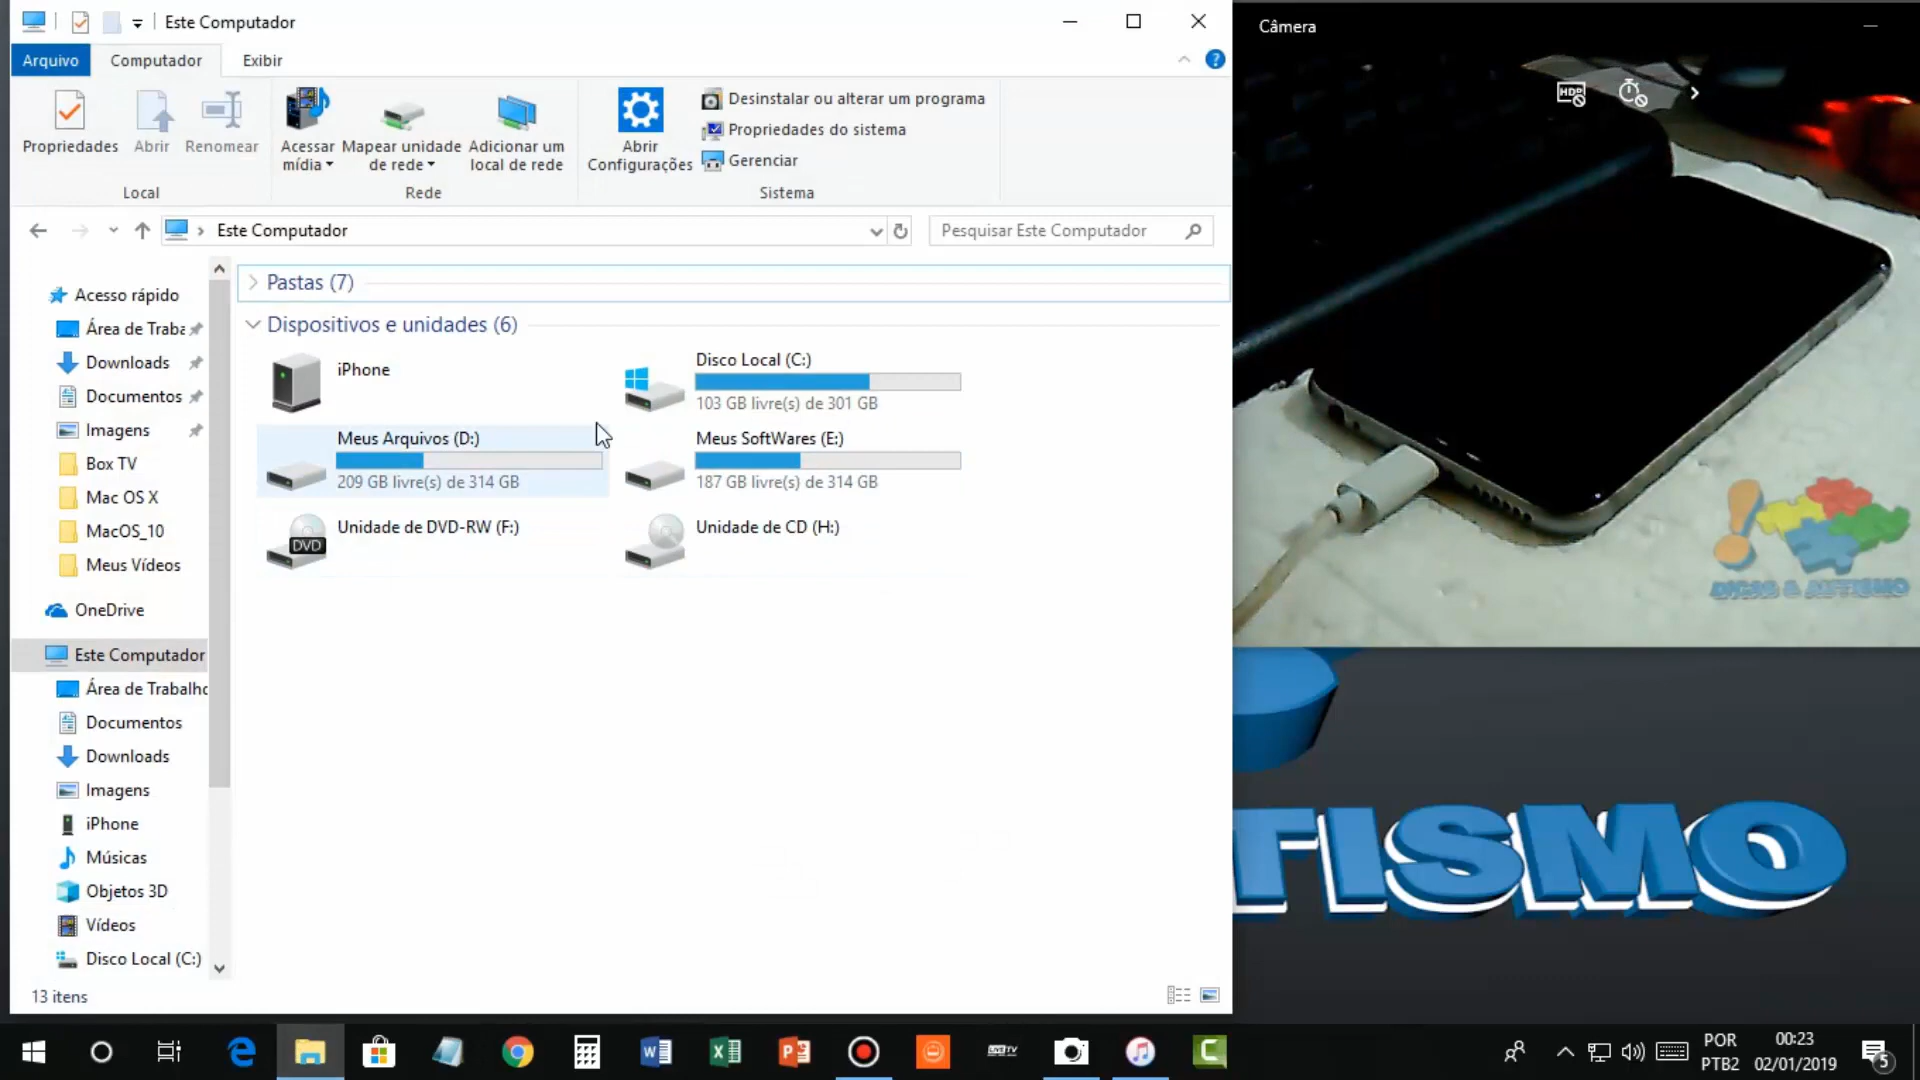 Este Computador
Arquivo
Computador
Exibir
Propriedades
Abrir
Renomear
Local
Acessar
mídia
Mapear unidade
de rede
Adicionar um
local de rede
Rede
Abrir
Configurações
Desinstalar ou alterar um programa
Propriedades do sistema
Gerenciar
Sistema
Este Computador
Pesquisar Este Computador
Acesso rápido
Área de Traba
Downloads
Documentos
Imagens
Box TV
Mac OS X
MacOS_10
Meus Vídeos
OneDrive
Este Computador
Área de Trabalho
Documentos
Downloads
Imagens
iPhone
Músicas
Objetos 3D
Vídeos
Disco Local (C:)
13 itens
Pastas (7)
Dispositivos e unidades (6)
iPhone
Disco Local (C:)
103 GB livre(s) de 301 GB
Meus Arquivos (D:)
209 GB livre(s) de 314 GB
Meus SoftWares (E:)
187 GB livre(s) de 314 GB
DVD
Unidade de DVD-RW (F:)
Unidade de CD (H:)
Câmera
HDR
DICAS & AUTISMO
TISMO
POR
PTB2
00:23
02/01/2019
5